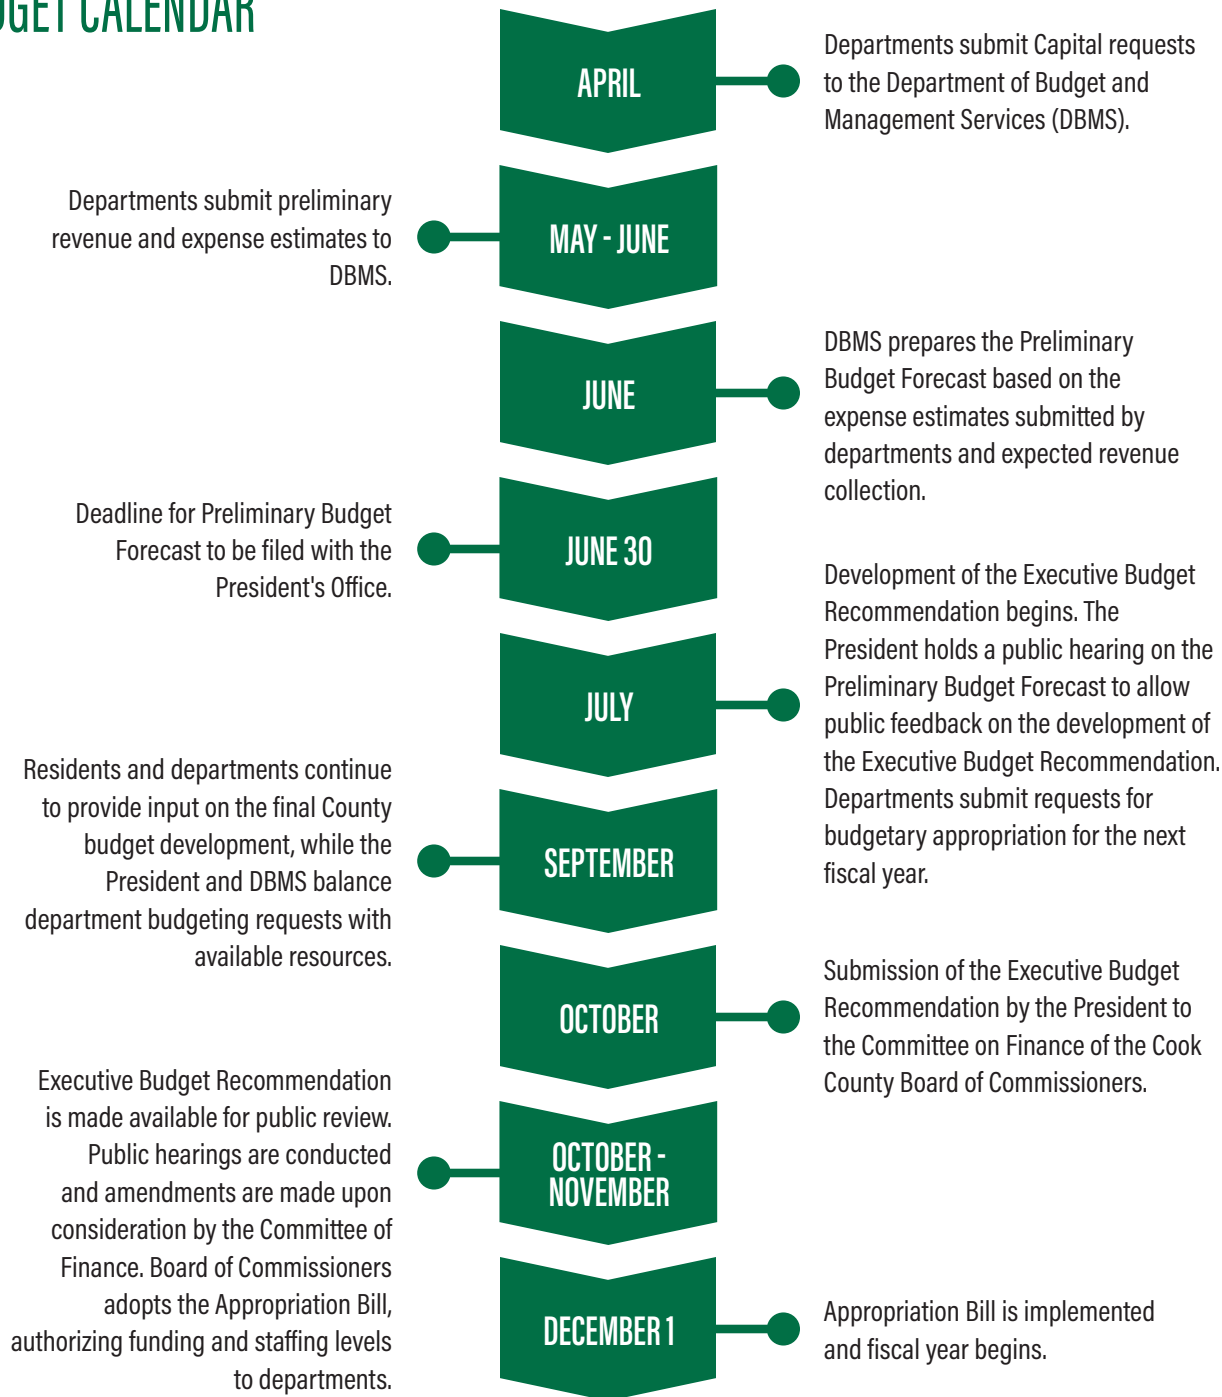 CALENDAR
APRIL
Departments submit Capital requests
to the Department of Budget and
Management Services (DBMS).
MAY - JUNE
Departments submit preliminary
revenue and expense estimates to
DBMS.
JUNE
DBMS prepares the Preliminary
Budget Forecast based on the
expense estimates submitted by
departments and expected revenue
collection.
JUNE 30
Deadline for Preliminary Budget
Forecast to be filed with the
President's Office.
JULY
Development of the Executive Budget
Recommendation begins. The
President holds a public hearing on the
Preliminary Budget Forecast to allow
public feedback on the development of
the Executive Budget Recommendation.
Departments submit requests for
budgetary appropriation for the next
fiscal year.
SEPTEMBER
Residents and departments continue
to provide input on the final County
budget development, while the
President and DBMS balance
department budgeting requests with
available resources.
OCTOBER
Submission of the Executive Budget
Recommendation by the President to
the Committee on Finance of the Cook
County Board of Commissioners.
OCTOBER -
NOVEMBER
Executive Budget Recommendation
is made available for public review.
Public hearings are conducted
and amendments are made upon
consideration by the Committee of
Finance. Board of Commissioners
adopts the Appropriation Bill,
authorizing funding and staffing levels
to departments.
DECEMBER 1
Appropriation Bill is implemented
and fiscal year begins.